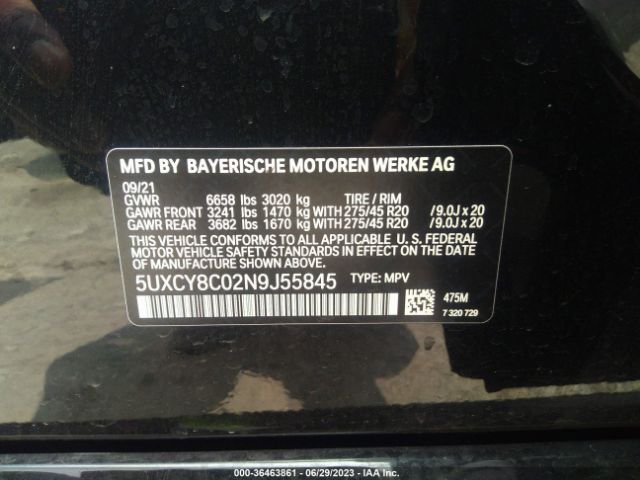 MFD BY BAYERISCHE MOTOREN WERKE AG
09/21
GVWR 6658 lbs 3020 kg TIRE / RIM
GAWR FRONT 3241 lbs 1470 kg WITH 275/45 R20 /9.0J x 20
GAWR REAR 3682 lbs 1670 kg WITH 275/45 R20 /9.0J x 20
THIS VEHICLE CONFORMS TO ALL APPLICABLE U. S. FEDERAL
MOTOR VEHICLE SAFETY STANDARDS IN EFFECT ON THE DATE
OF MANUFACTURE SHOWN ABOVE.
5UXCY8C02N9J55845 TYPE: MPV
475M
7 320 729
000-36463861 - 06/29/2023 - IAA Inc.